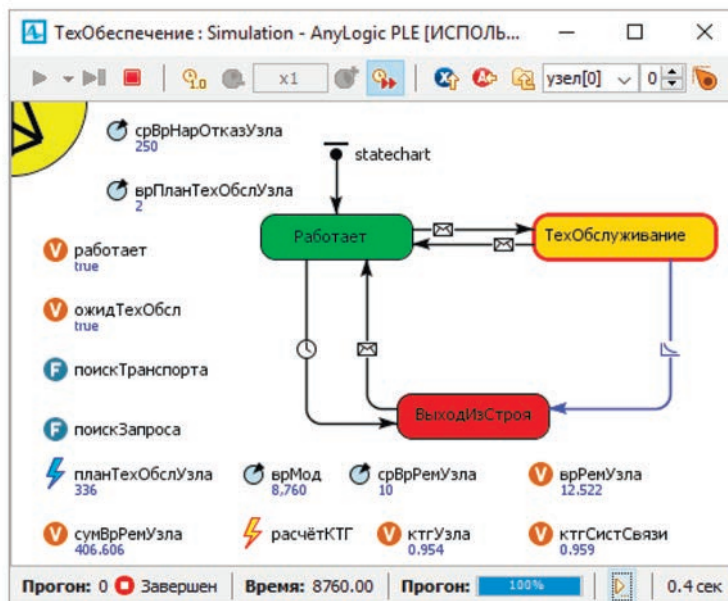 ТехОбеспечение : Simulation - AnyLogic PLE [ИСПОЛЬ...
1.0 x1 узел[0] 0
срВрНарОтказУзла
250
statechart
врПланТехОбслУзла
2
Работает
ТехОбслуживание
работает
true
ожидТехОбсл
true
поискТранспорта
ВыходИзСтроя
поискЗапроса
планТехОбслУзла врМод срВрРемУзла врРемУзла
336 8,760 10 12.522
сумВрРемУзла расчётКТГ ктгУзла ктгСистСвязи
406.606 0.954 0.959
Прогон: 0 Завершен Время: 8760.00 Прогон: 100% 0.4 сек